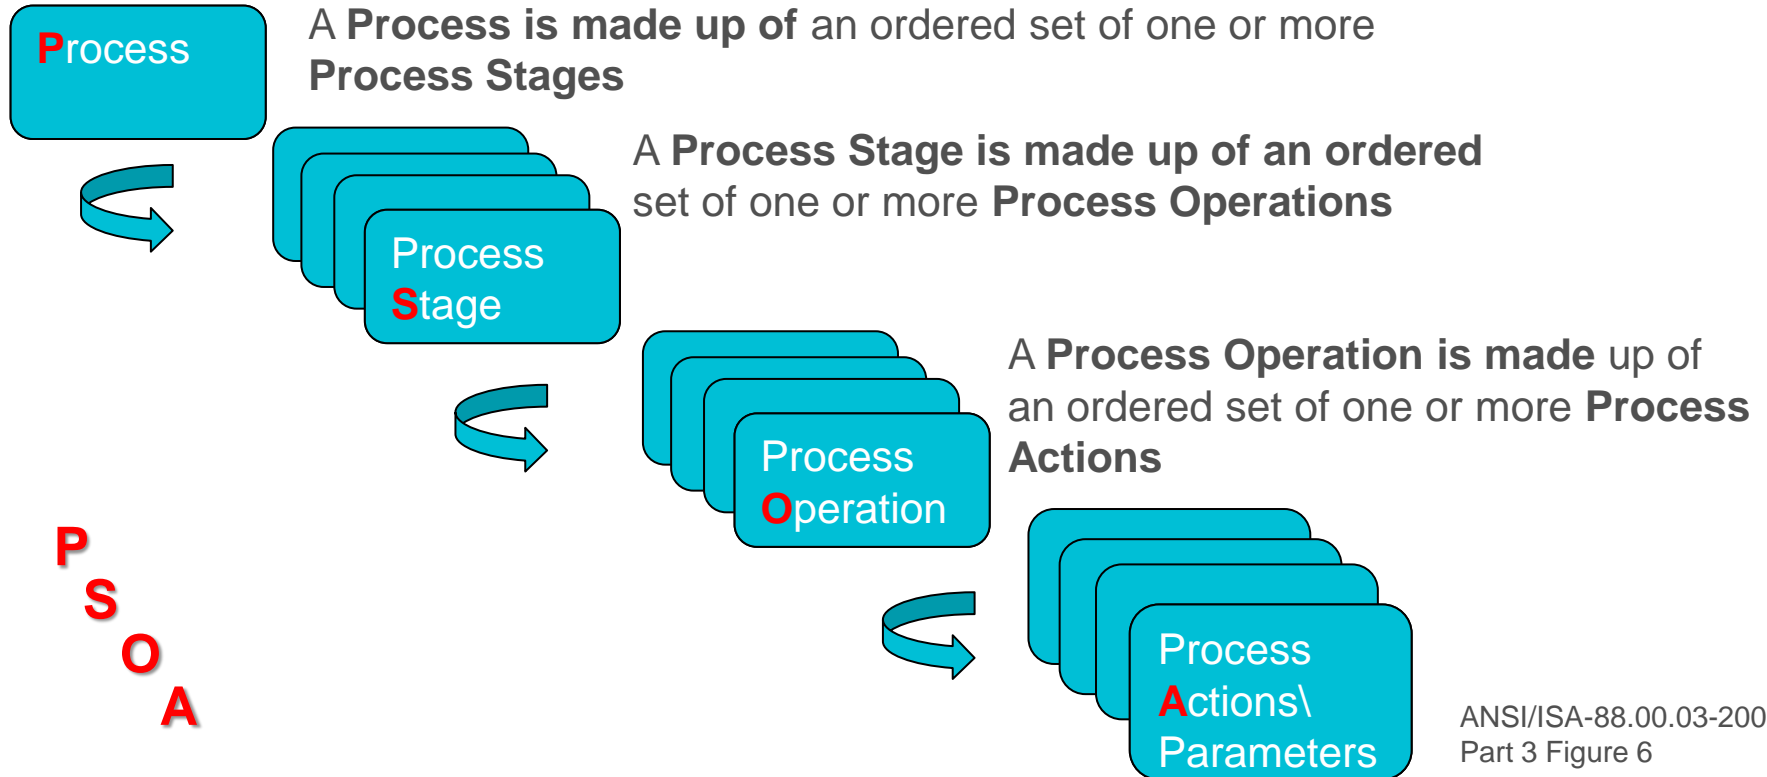 Process
A Process is made up of an ordered set of one or more
Process Stages
A Process Stage is made up of an ordered
set of one or more Process Operations
Process
Stage
A Process Operation is made up of
an ordered set of one or more Process
Actions
Process
Operation
P
S
O
A
Process
Actions\
Parameters
ANSI/ISA-88.00.03-200
Part 3 Figure 6